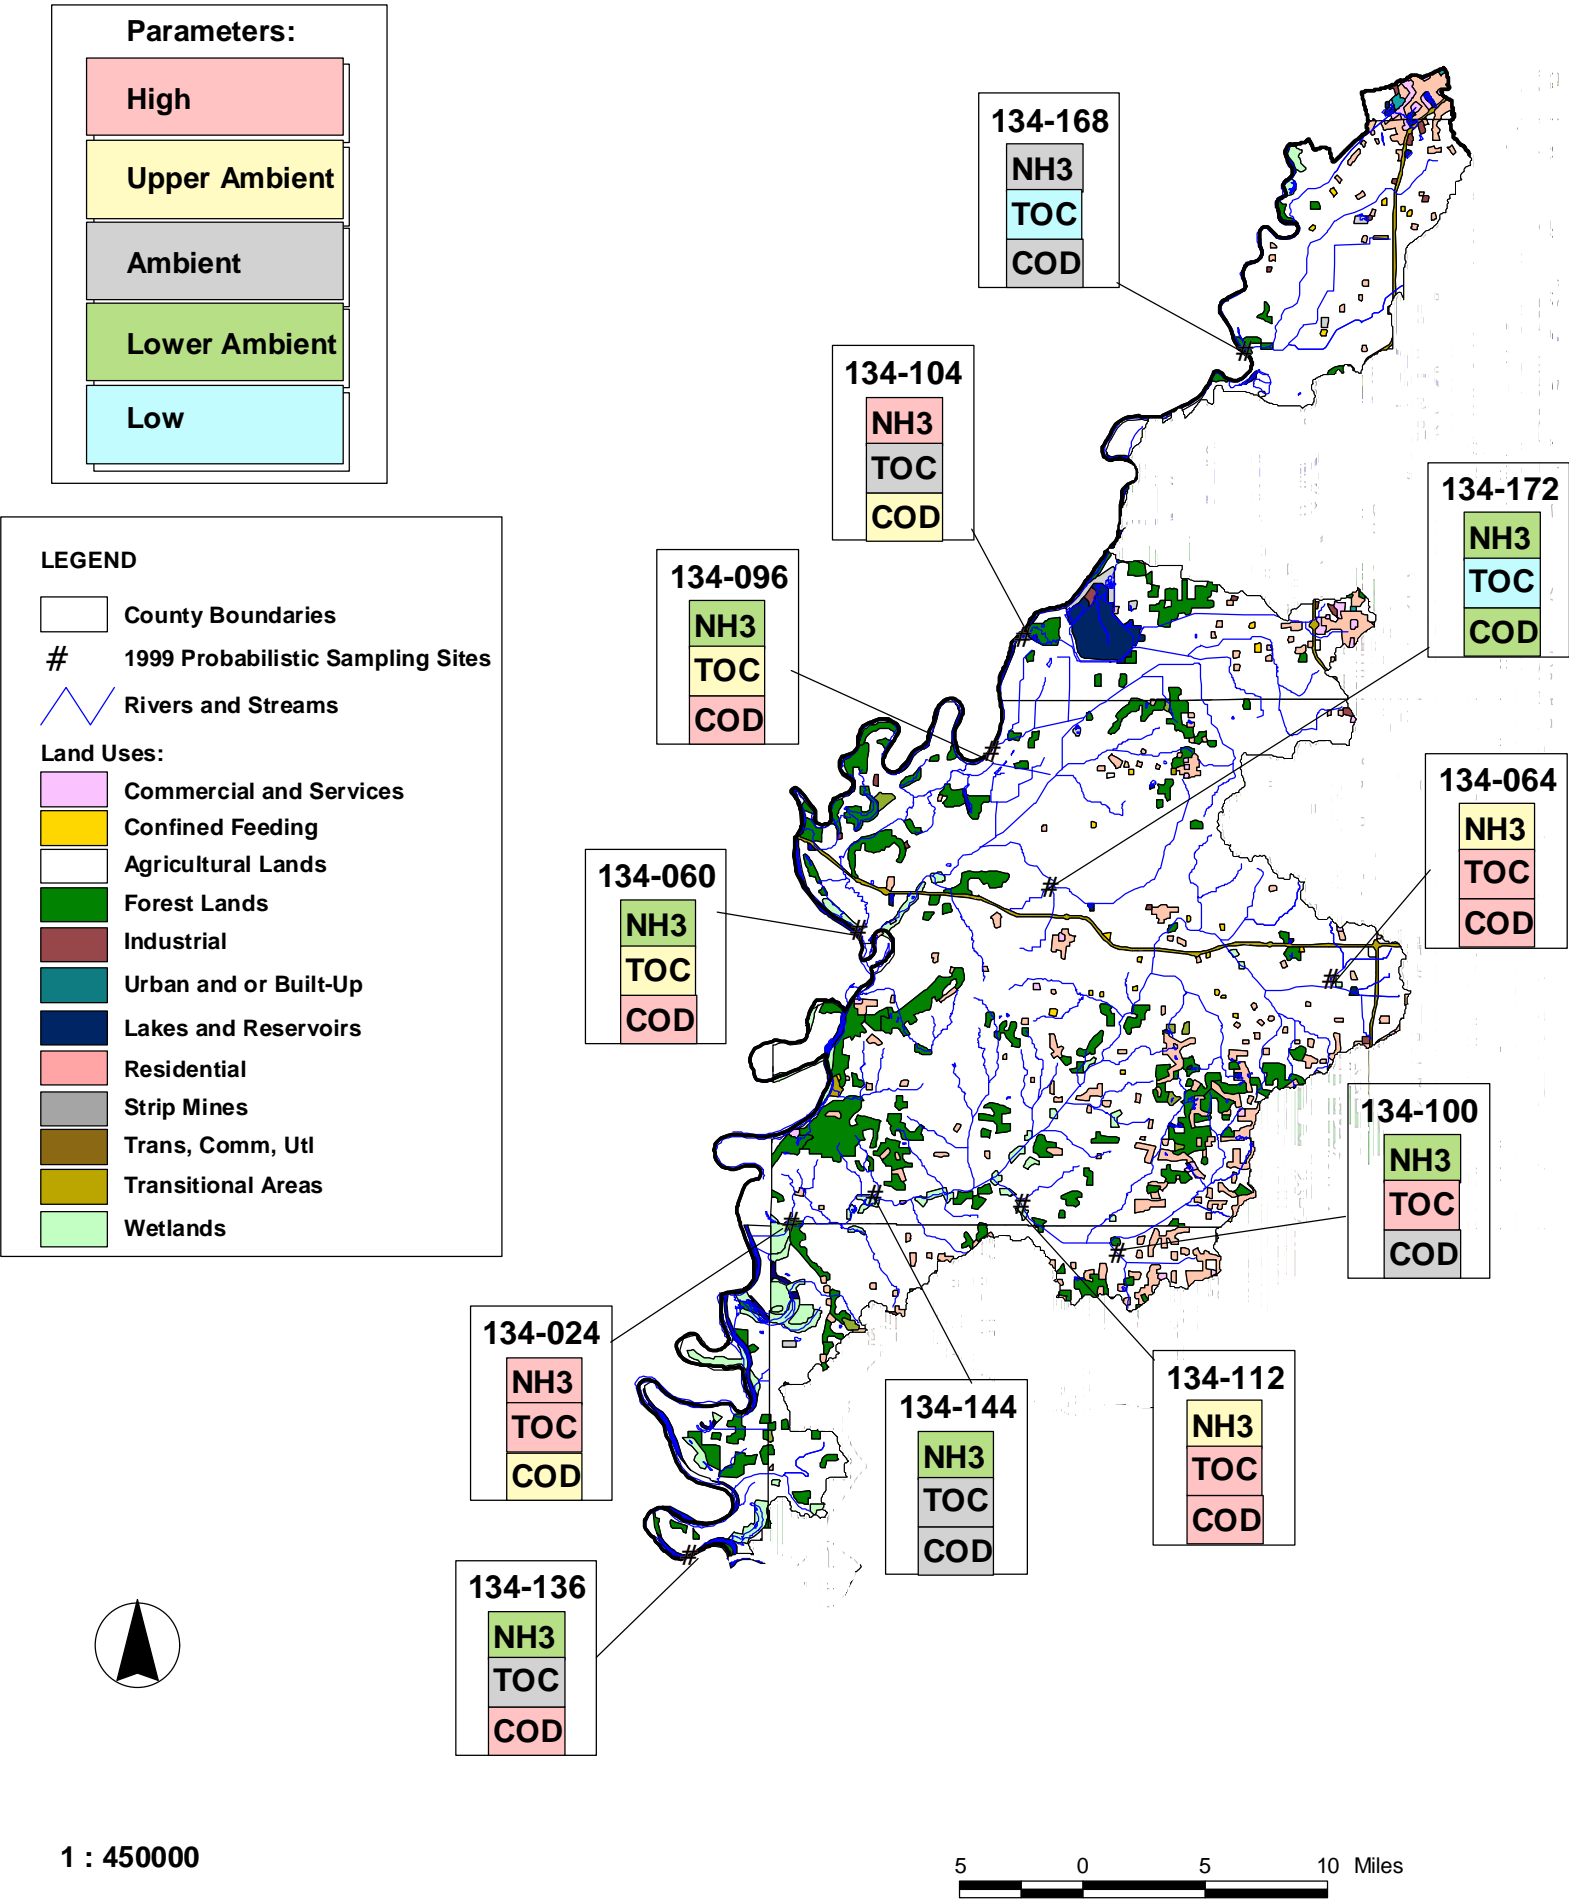 Parameters:
High
Upper Ambient
Ambient
Lower Ambient
Low
LEGEND
County Boundaries
# 1999 Probabilistic Sampling Sites
Rivers and Streams
Land Uses:
Commercial and Services
Confined Feeding
Agricultural Lands
Forest Lands
Industrial
Urban and or Built-Up
Lakes and Reservoirs
Residential
Strip Mines
Trans, Comm, Utl
Transitional Areas
Wetlands
134-168
NH3
TOC
COD
134-104
NH3
TOC
COD
134-172
NH3
TOC
COD
134-096
NH3
TOC
COD
134-064
NH3
TOC
COD
134-060
NH3
TOC
COD
134-100
NH3
TOC
COD
134-024
NH3
TOC
COD
134-144
NH3
TOC
COD
134-112
NH3
TOC
COD
134-136
NH3
TOC
COD
#
#
#
#
#
#
#
#
#
#
#
1 : 450000
5 0 5 10 Miles